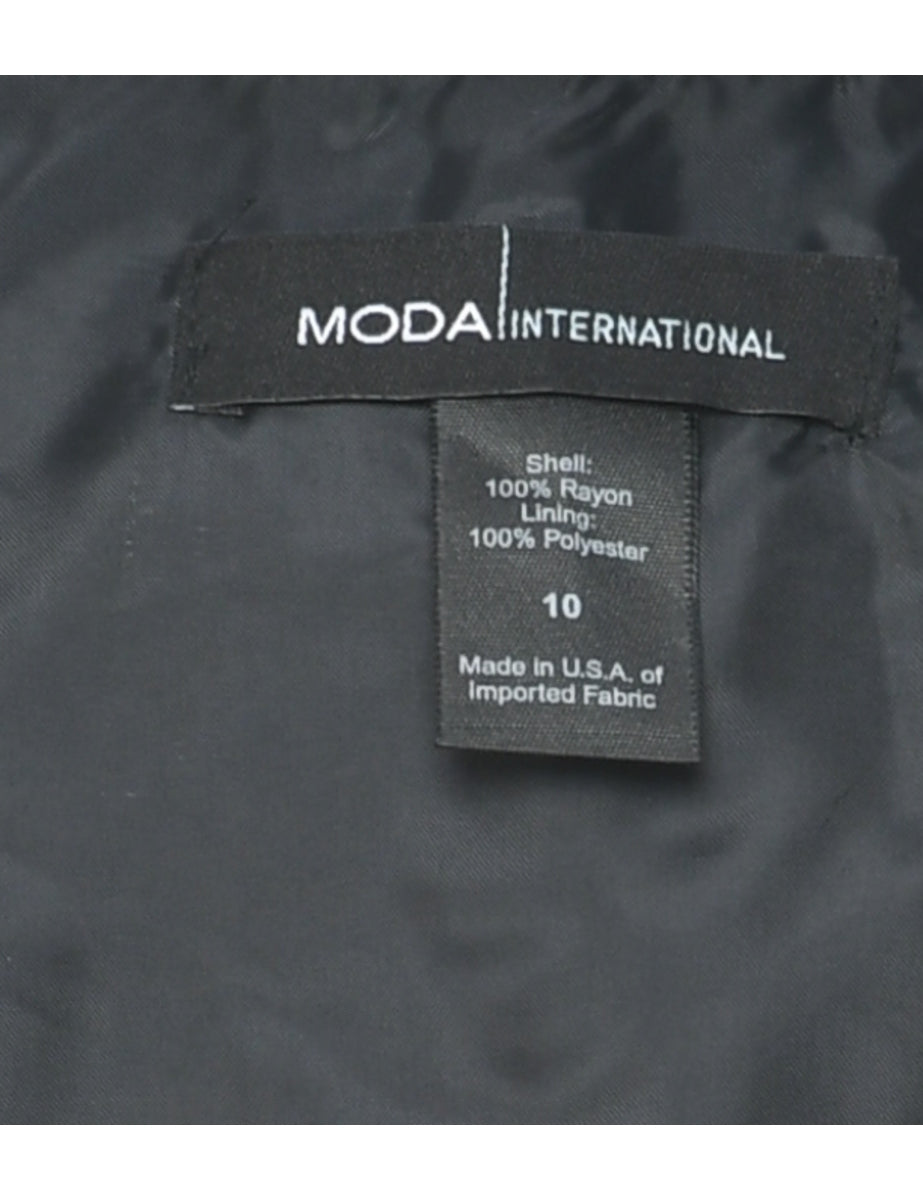 MODA INTERNATIONAL
Shell:
100% Rayon
Lining:
100% Polyester
10
Made in U.S.A. of
Imported Fabric